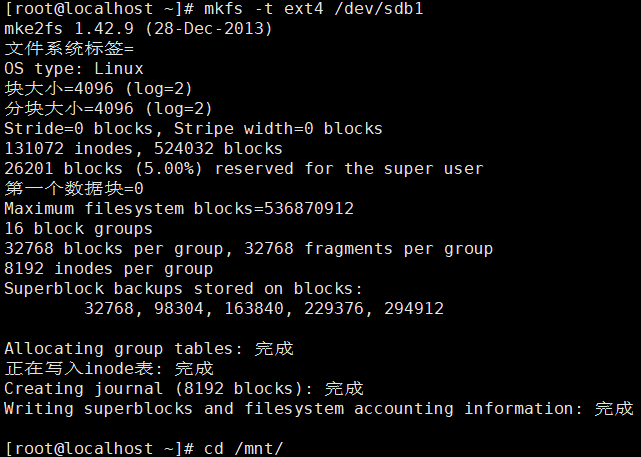 [root@localhost ~]# mkfs -t ext4 /dev/sdb1
mke2fs 1.42.9 (28-Dec-2013)
文件系统标签=
OS type: Linux
块大小=4096 (log=2)
分块大小=4096 (log=2)
Stride=0 blocks, Stripe width=0 blocks
131072 inodes, 524032 blocks
26201 blocks (5.00%) reserved for the super user
第一个数据块=0
Maximum filesystem blocks=536870912
16 block groups
32768 blocks per group, 32768 fragments per group
8192 inodes per group
Superblock backups stored on blocks:
        32768, 98304, 163840, 229376, 294912

Allocating group tables: 完成
正在写入inode表: 完成
Creating journal (8192 blocks): 完成
Writing superblocks and filesystem accounting information: 完成

[root@localhost ~]# cd /mnt/